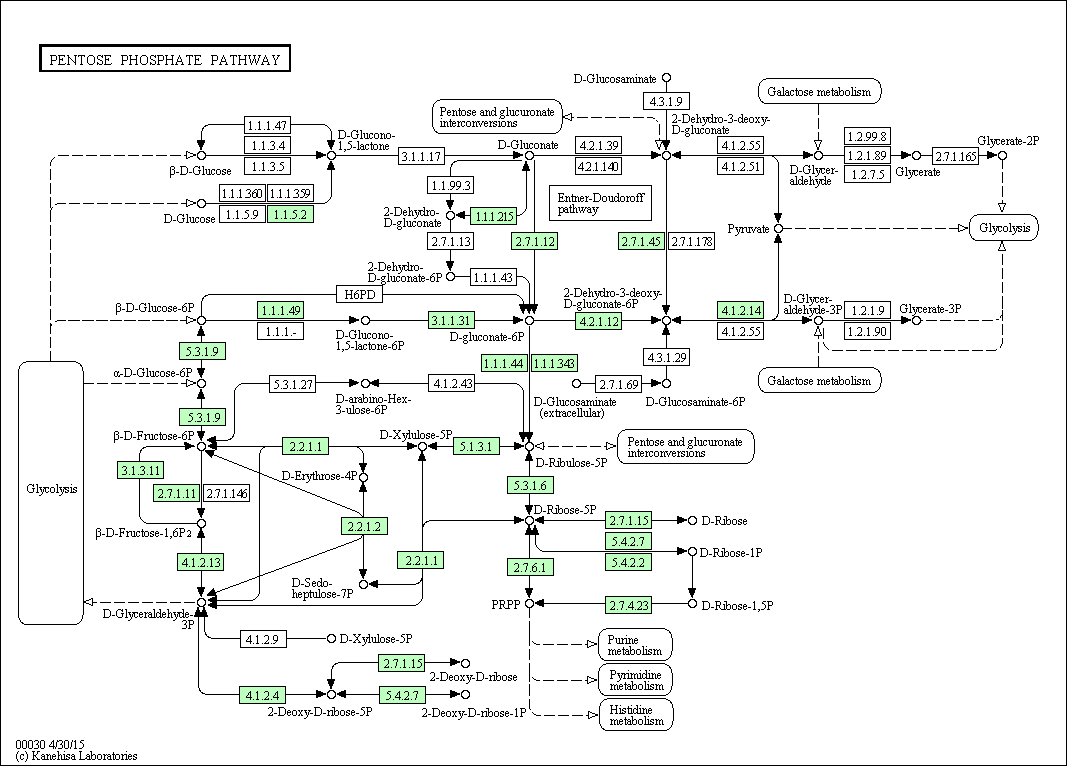 PENTOSE PHOSPHATE PATHWAY
D-Glucosaminate
4.3.1.9
Galactose metabolism
Pentose and glucuronate
interconversions
2-Dehydro-3-deoxy-
D-gluconate
1.1.1.47
1.1.3.4
1.1.3.5
D-Glucono-
1,5-lactone
3.1.1.17
D-Gluconate
4.2.1.39
4.2.1.140
4.1.2.55
4.1.2.51
1.2.99.8
1.2.1.89
1.2.7.5
Glycerate-2P
2.7.1.165
β-D-Glucose
D-Glycer-
aldehyde
Glycerate
1.1.1.360
1.1.1.359
1.1.5.9
1.1.5.2
D-Glucose
1.1.99.3
2-Dehydro-
D-gluconate
1.1.1.215
Entner-Doudoroff
pathway
2.7.1.13
2.7.1.12
2.7.1.45
2.7.1.178
Pyruvate
Glycolysis
2-Dehydro-
D-gluconate-6P
1.1.1.43
H6PD
2-Dehydro-3-deoxy-
D-gluconate-6P
β-D-Glucose-6P
1.1.1.49
1.1.1.-
D-Glucono-
1,5-lactone-6P
3.1.1.31
D-gluconate-6P
4.2.1.12
4.1.2.14
4.1.2.55
D-Glycer-
aldehyde-3P
1.2.1.9
1.2.1.90
Glycerate-3P
5.3.1.9
1.1.1.44
1.1.1.343
4.3.1.29
α-D-Glucose-6P
5.3.1.27
D-arabino-Hex-
3-ulose-6P
4.1.2.43
2.7.1.69
D-Glucosaminate
(extracellular)
D-Glucosaminate-6P
Galactose metabolism
5.3.1.9
β-D-Fructose-6P
2.2.1.1
D-Xylulose-5P
5.1.3.1
D-Ribulose-5P
Pentose and glucuronate
interconversions
3.1.3.11
D-Erythrose-4P
Glycolysis
2.7.1.11
2.7.1.146
5.3.1.6
β-D-Fructose-1,6P2
2.2.1.2
D-Ribose-5P
2.7.1.15
D-Ribose
5.4.2.7
5.4.2.2
D-Ribose-1P
4.1.2.13
2.2.1.1
2.7.6.1
D-Sedo-
heptulose-7P
D-Glyceraldehyde-
3P
PRPP
2.7.4.23
D-Ribose-1,5P
4.1.2.9
D-Xylulose-5P
Purine
metabolism
2.7.1.15
2-Deoxy-D-ribose
Pyrimidine
metabolism
4.1.2.4
2-Deoxy-D-ribose-5P
5.4.2.7
2-Deoxy-D-ribose-1P
Histidine
metabolism
00030 4/30/15
(c) Kanehisa Laboratories